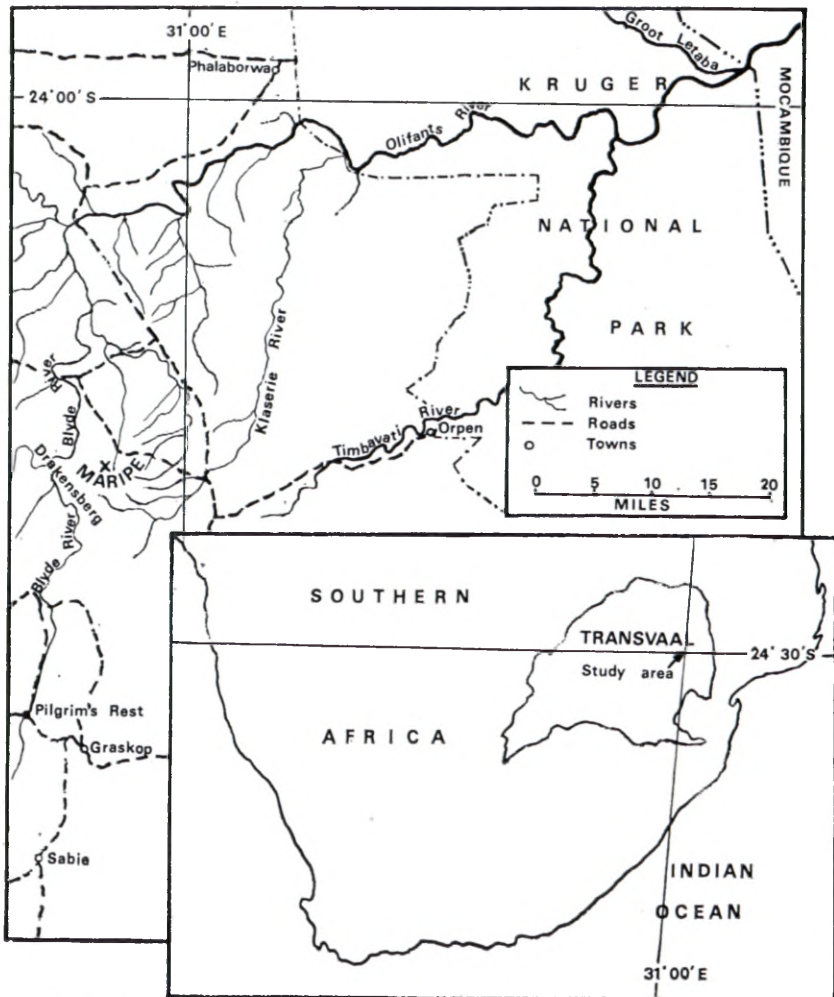 31°00'E
Phalaborwa
Groot Letaba
24°00'S
KRUGER
MOCAMBIQUE
Olifants River
NATIONAL
PARK
Klaserie River
Blyde River
LEGEND
Rivers
Roads
Towns
0 5 10 15 20
MILES
Timbavati River
Orpen
MARIPE
Drakensberg
Blyde River
Pilgrim's Rest
Graskop
Sabie
SOUTHERN
AFRICA
TRANSVAAL
24°30'S
Study area
INDIAN
OCEAN
31°00'E